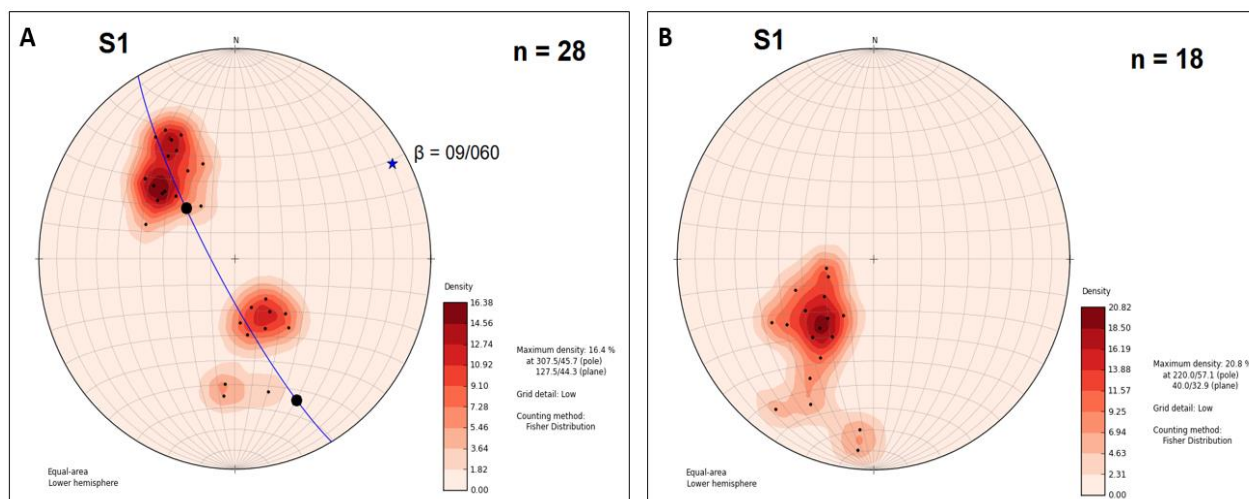 A
S1
n = 28
N
β = 09/060
Density
16.38
14.56
12.74
10.92
9.10
7.28
5.46
3.64
1.82
0.00
Maximum density: 16.4 %
at 307.5/45.7 (pole)
127.5/44.3 (plane)
Grid detail: Low
Counting method:
Fisher Distribution
Equal-area
Lower hemisphere
B
S1
n = 18
N
Density
20.82
18.50
16.19
13.88
11.57
9.25
6.94
4.63
2.31
0.00
Maximum density: 20.8 %
at 220.0/57.1 (pole)
40.0/32.9 (plane)
Grid detail: Low
Counting method:
Fisher Distribution
Equal-area
Lower hemisphere